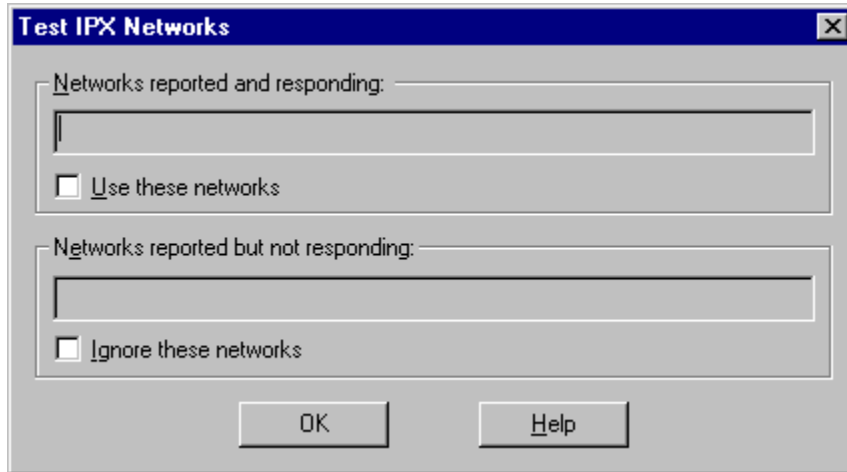 Test IPX Networks
Networks reported and responding:
Use these networks
Networks reported but not responding:
Ignore these networks
OK Help